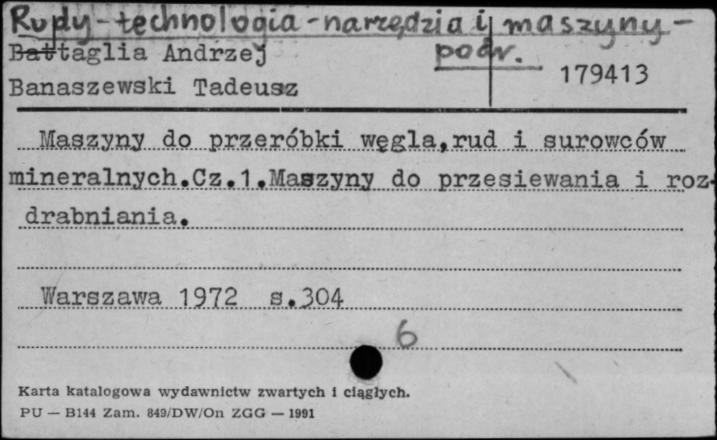 Rudy - technologia - narzędzia i maszyny -
podr.
Battaglia Andrzej
179413
Banaszewski Tadeusz
Maszyny do przeróbki węgla,rud i surowców
mineralnych.Cz.1.Maszyny do przesiewania i roz-
drabniania.
Warszawa 1972 s.304
6
Karta katalogowa wydawnictw zwartych i ciągłych.
PU — B144 Zam. 849/DW/On ZGG — 1991